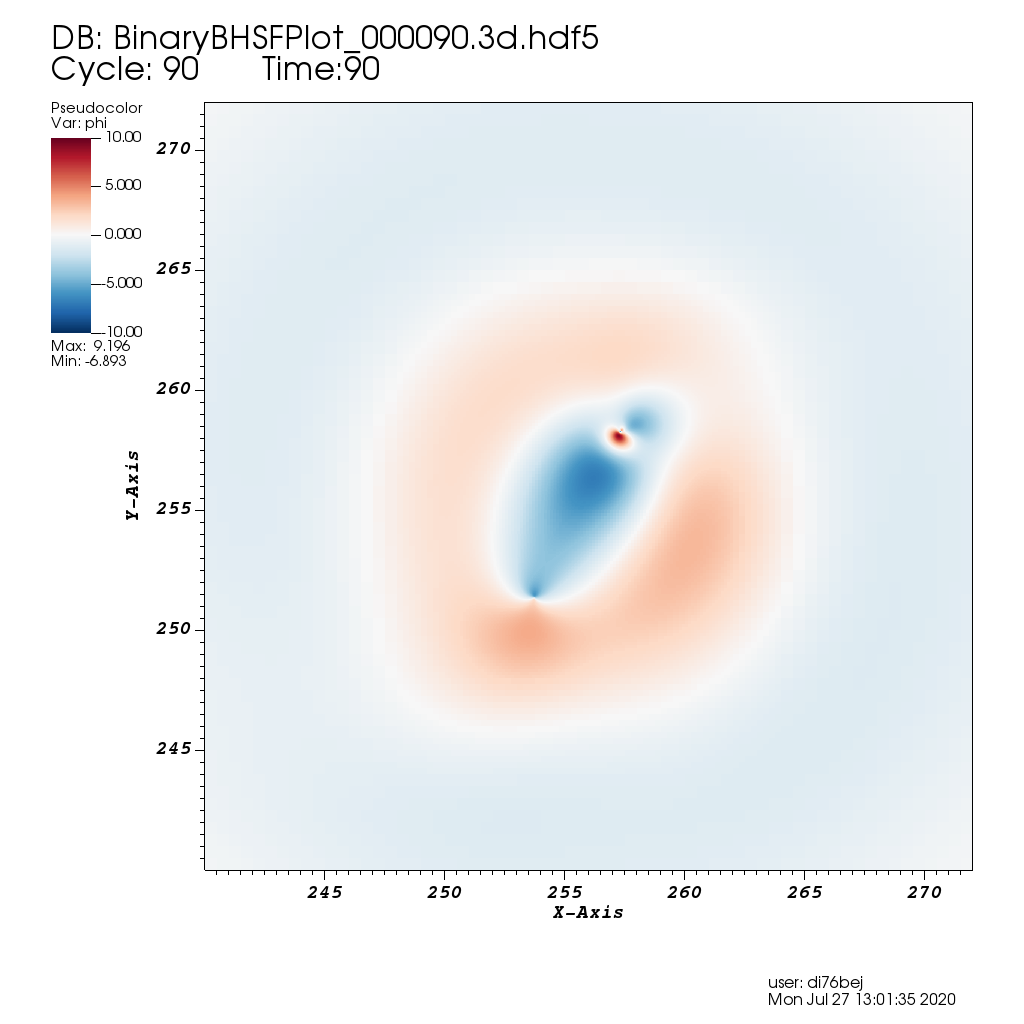 DB: BinaryBHSFPlot_000090.3d.hdf5
Cycle: 90 Time:90
Pseudocolor
Var: phi
10.00
5.000
0.000
-5.000
-10.00
Max: 9.196
Min: -6.893
270
265
260
255
250
245
Y-Axis
245 250 255 260 265 270
X-Axis
user: di76bej
Mon Jul 27 13:01:35 2020